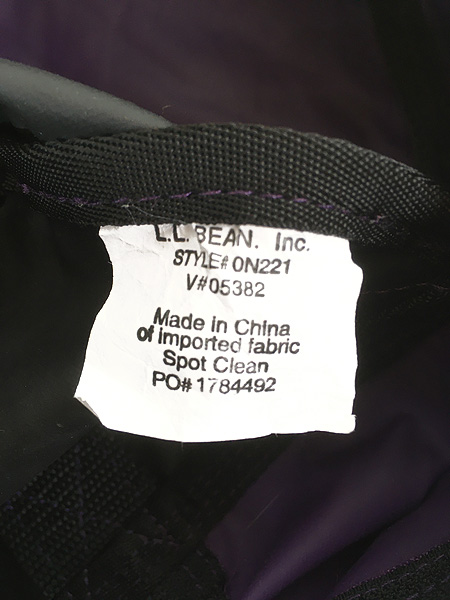 L.L. BEAN. Inc.
STYLE# 0N221
V#05382
Made in China
of imported fabric
Spot Clean
PO# 1784492